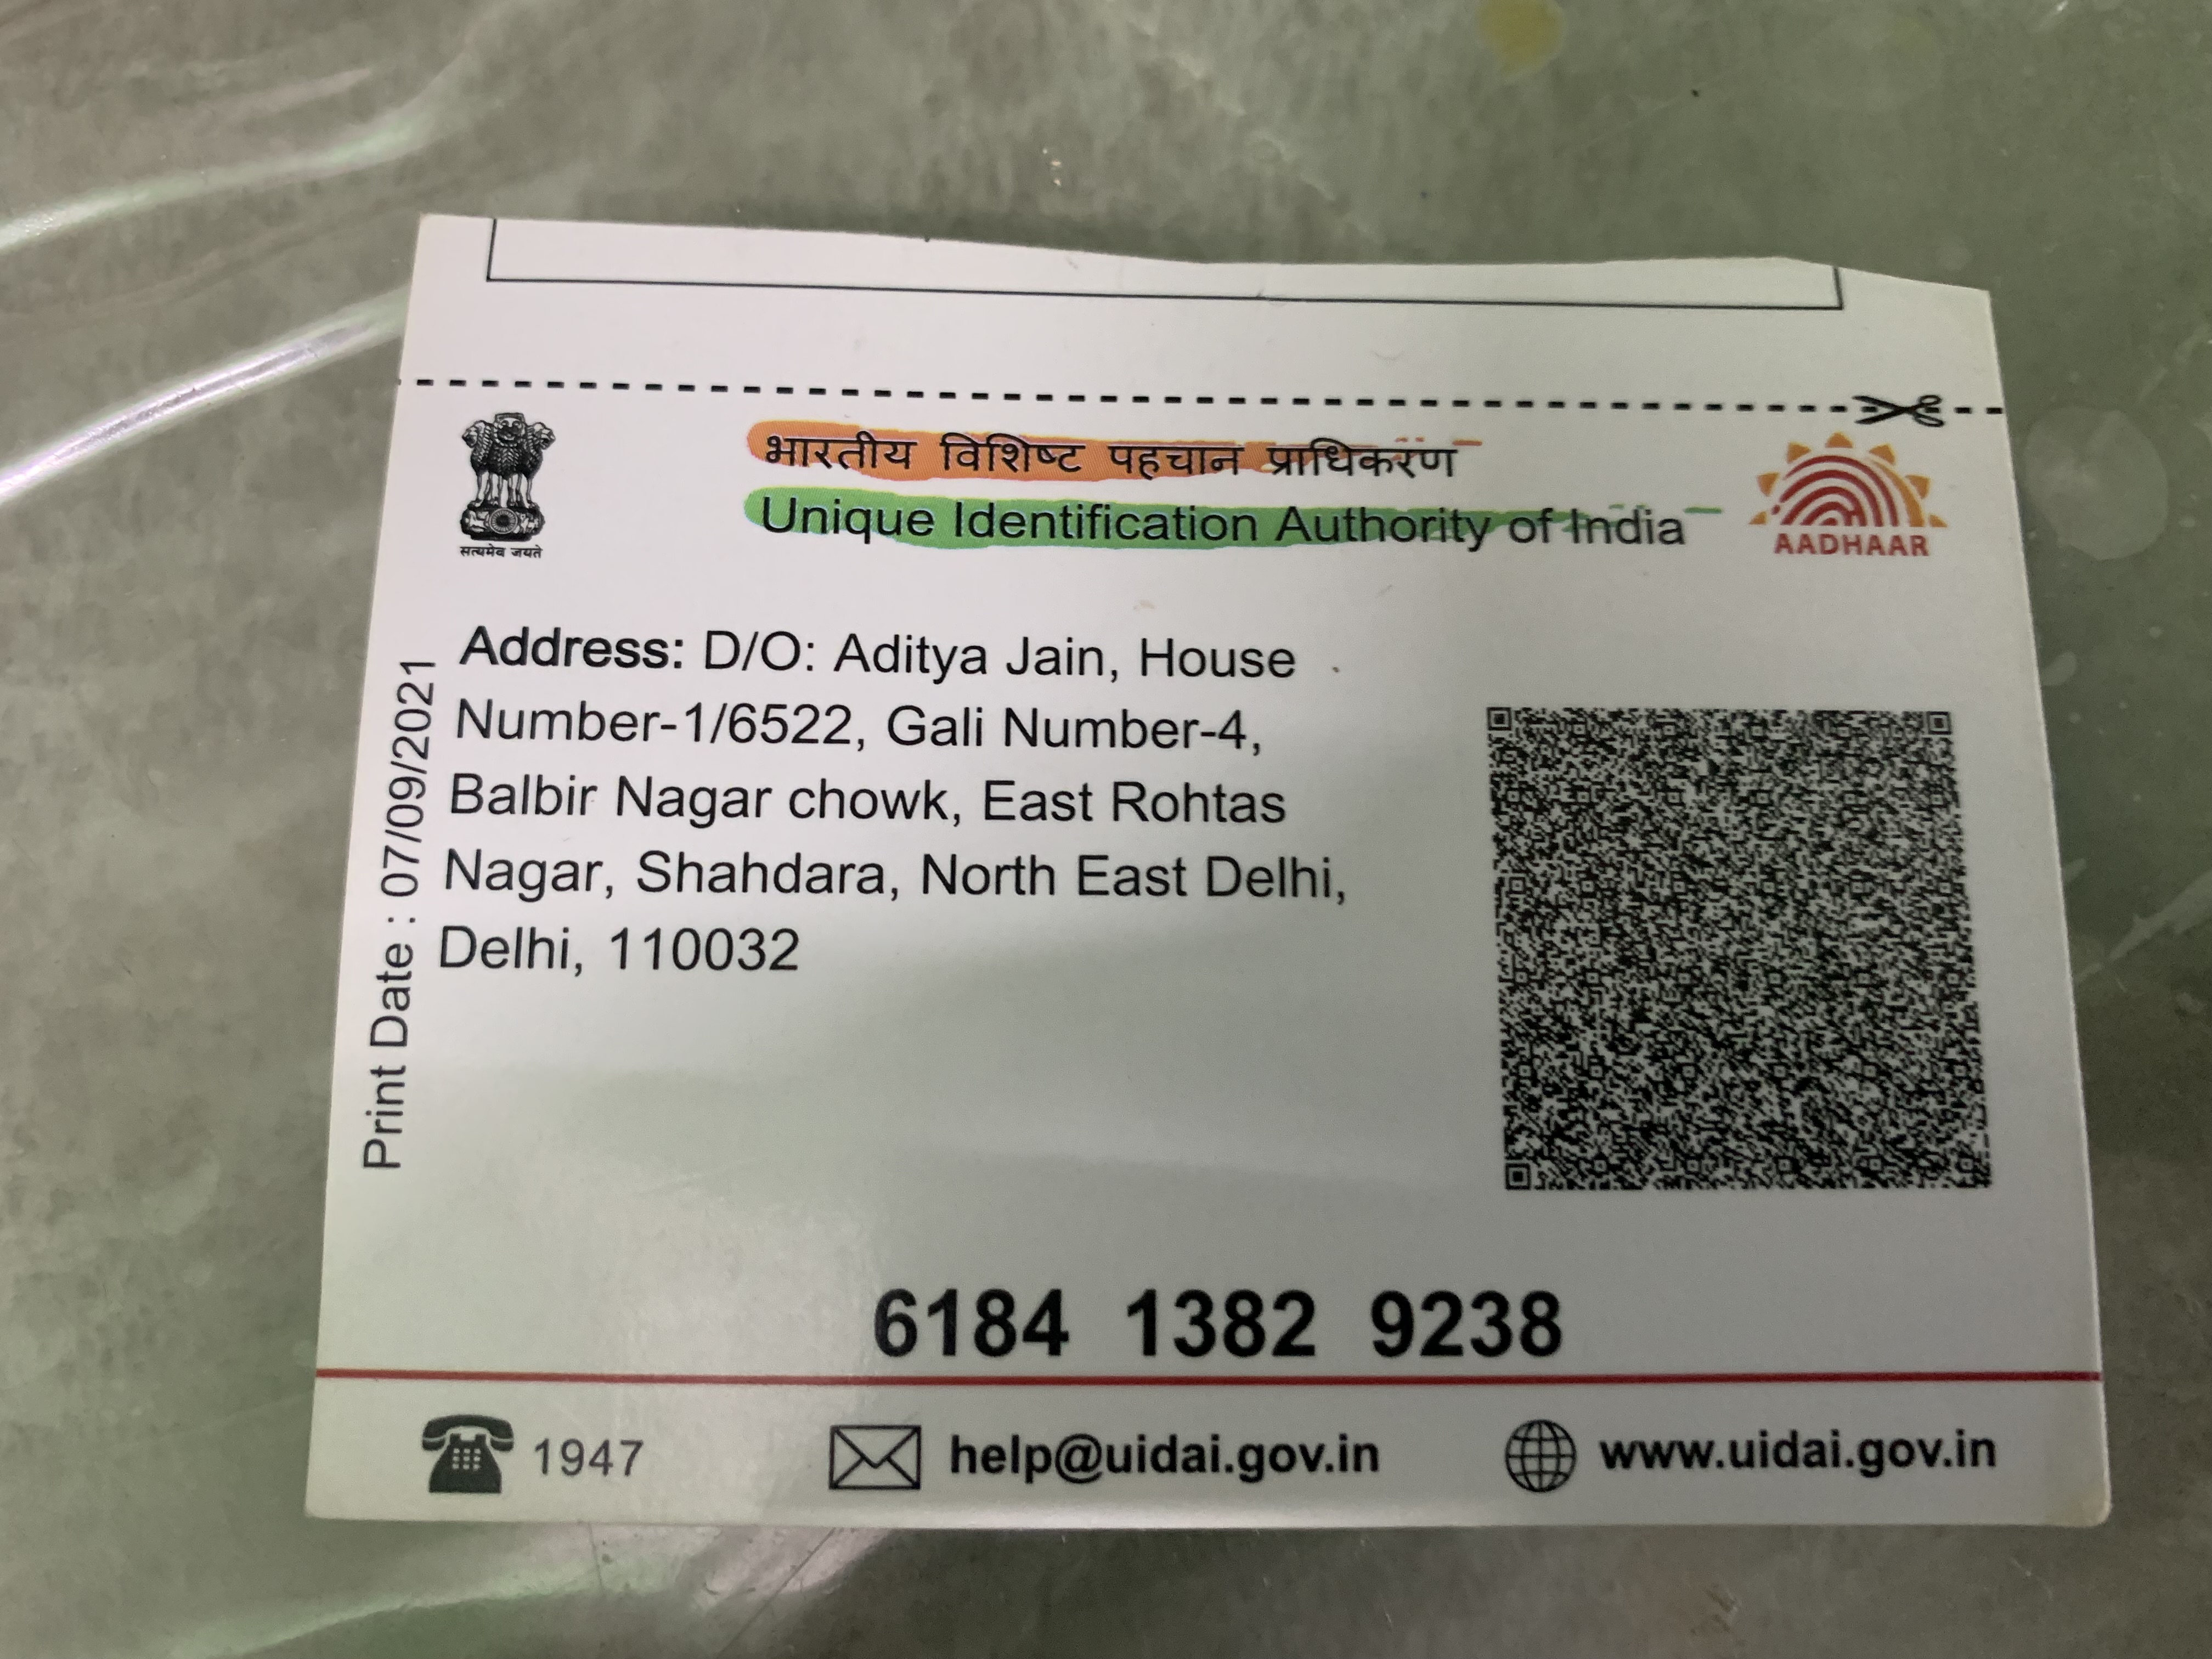 भारतीय विशिष्ट पहचान प्राधिकरण
Unique Identification Authority of India
सत्यमेव जयते
AADHAAR
Print Date : 07/09/2021
Address: D/O: Aditya Jain, House
Number-1/6522, Gali Number-4,
Balbir Nagar chowk, East Rohtas
Nagar, Shahdara, North East Delhi,
Delhi, 110032
6184 1382 9238
1947
help@uidai.gov.in
www.uidai.gov.in